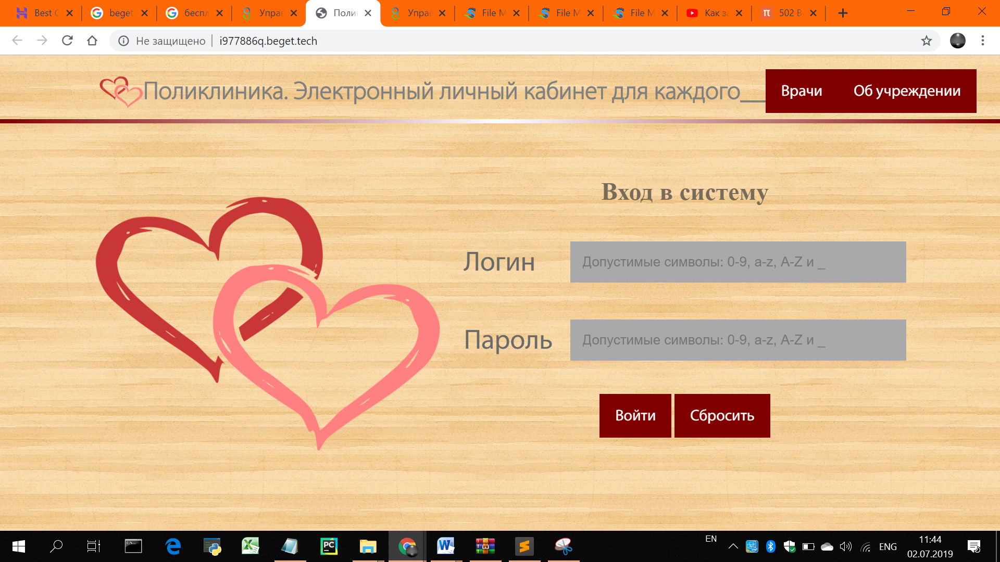 Best C
beget
беспл
Управ
Поли
Управ
File M
File M
File M
Как за
502 B
Не защищено
i977886q.beget.tech
Поликлиника. Электронный личный кабинет для каждого__
Врачи
Об учреждении
Вход в систему
Логин
Допустимые символы: 0-9, a-z, A-Z и _
Пароль
Допустимые символы: 0-9, a-z, A-Z и _
Войти
Сбросить
EN
ENG
11:44
02.07.2019